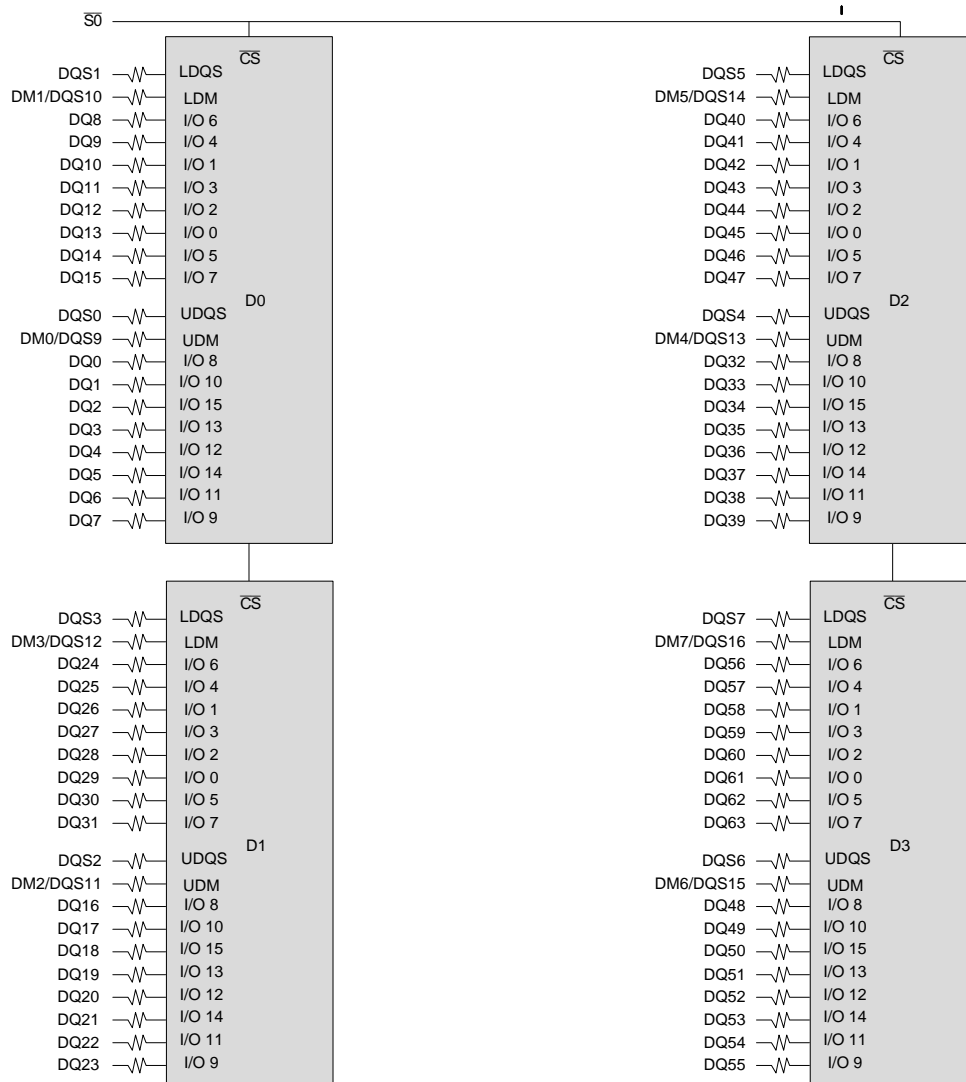 S0
CS
DQS1 LDQS
DM1/DQS10 LDM
DQ8 I/O 6
DQ9 I/O 4
DQ10 I/O 1
DQ11 I/O 3
DQ12 I/O 2
DQ13 I/O 0
DQ14 I/O 5
DQ15 I/O 7
D0
DQS0 UDQS
DM0/DQS9 UDM
DQ0 I/O 8
DQ1 I/O 10
DQ2 I/O 15
DQ3 I/O 13
DQ4 I/O 12
DQ5 I/O 14
DQ6 I/O 11
DQ7 I/O 9
CS
DQS5 LDQS
DM5/DQS14 LDM
DQ40 I/O 6
DQ41 I/O 4
DQ42 I/O 1
DQ43 I/O 3
DQ44 I/O 2
DQ45 I/O 0
DQ46 I/O 5
DQ47 I/O 7
D2
DQS4 UDQS
DM4/DQS13 UDM
DQ32 I/O 8
DQ33 I/O 10
DQ34 I/O 15
DQ35 I/O 13
DQ36 I/O 12
DQ37 I/O 14
DQ38 I/O 11
DQ39 I/O 9
CS
DQS3 LDQS
DM3/DQS12 LDM
DQ24 I/O 6
DQ25 I/O 4
DQ26 I/O 1
DQ27 I/O 3
DQ28 I/O 2
DQ29 I/O 0
DQ30 I/O 5
DQ31 I/O 7
D1
DQS2 UDQS
DM2/DQS11 UDM
DQ16 I/O 8
DQ17 I/O 10
DQ18 I/O 15
DQ19 I/O 13
DQ20 I/O 12
DQ21 I/O 14
DQ22 I/O 11
DQ23 I/O 9
CS
DQS7 LDQS
DM7/DQS16 LDM
DQ56 I/O 6
DQ57 I/O 4
DQ58 I/O 1
DQ59 I/O 3
DQ60 I/O 2
DQ61 I/O 0
DQ62 I/O 5
DQ63 I/O 7
D3
DQS6 UDQS
DM6/DQS15 UDM
DQ48 I/O 8
DQ49 I/O 10
DQ50 I/O 15
DQ51 I/O 13
DQ52 I/O 12
DQ53 I/O 14
DQ54 I/O 11
DQ55 I/O 9